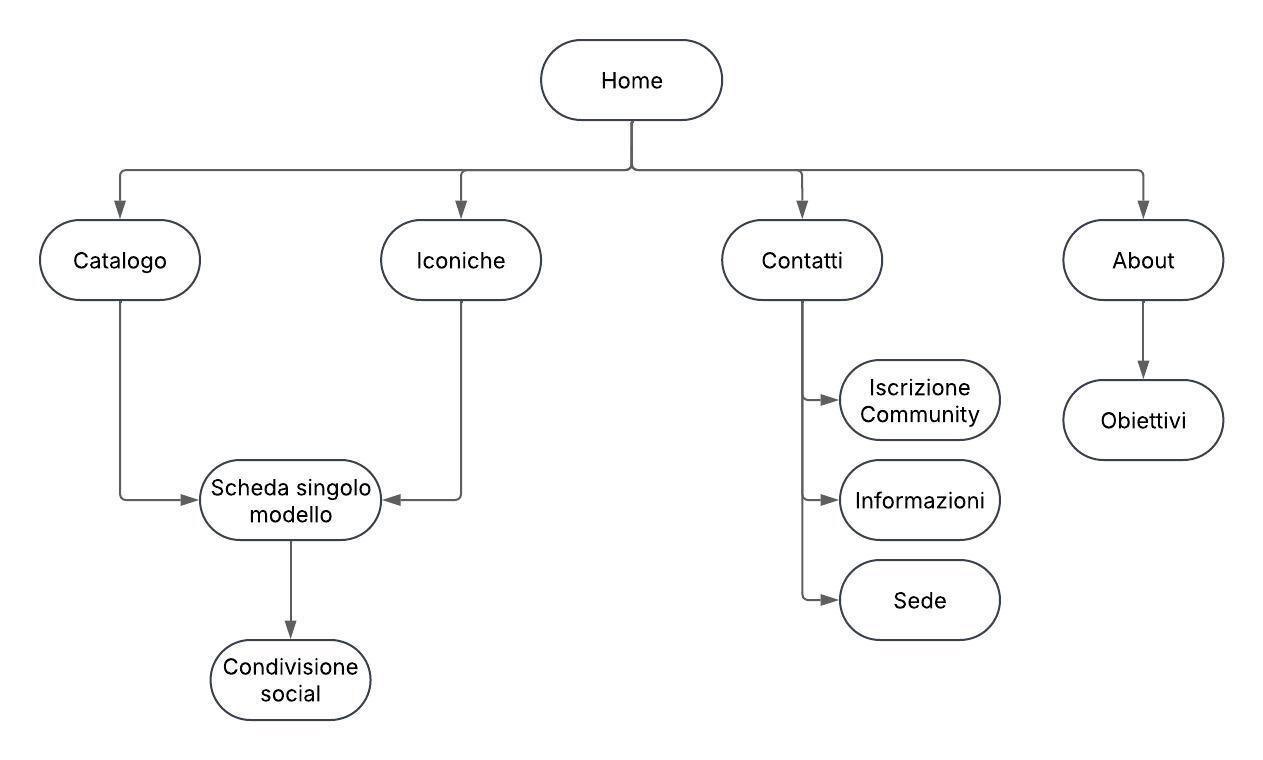 Home
Catalogo
Iconiche
Contatti
About
Iscrizione
Community
Obiettivi
Scheda singolo
modello
Informazioni
Sede
Condivisione
social